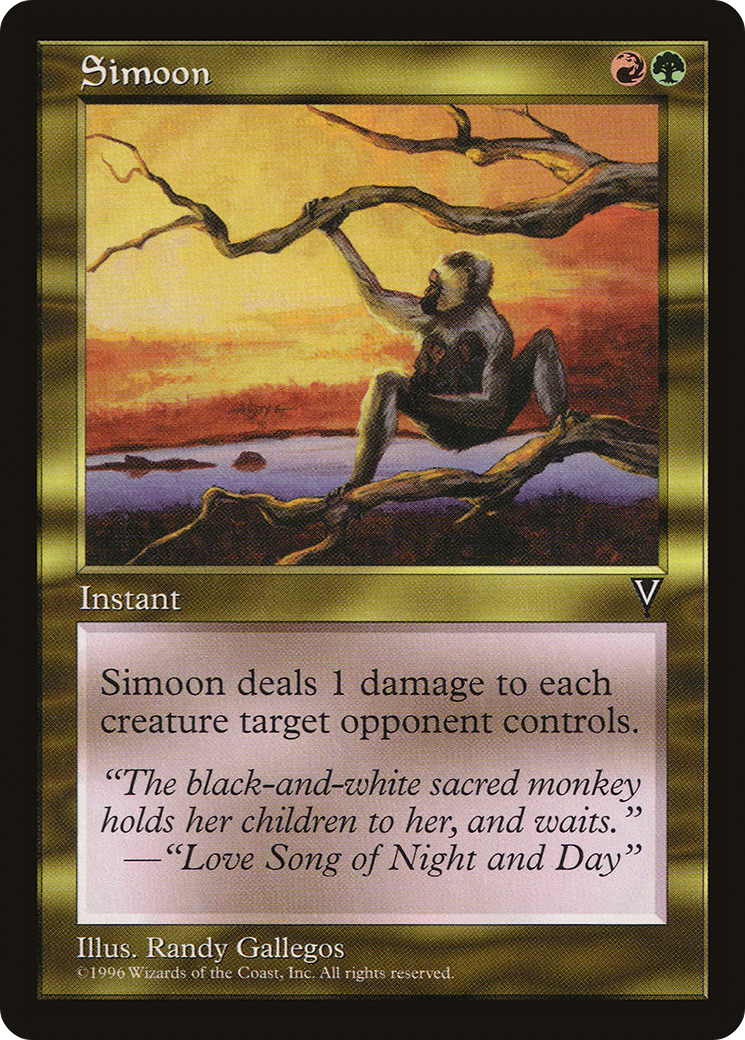 Simoon
Instant
V
Simoon deals 1 damage to each
creature target opponent controls.
“The black-and-white sacred monkey
holds her children to her, and waits.”
—“Love Song of Night and Day”
Illus. Randy Gallegos
©1996 Wizards of the Coast, Inc. All rights reserved.